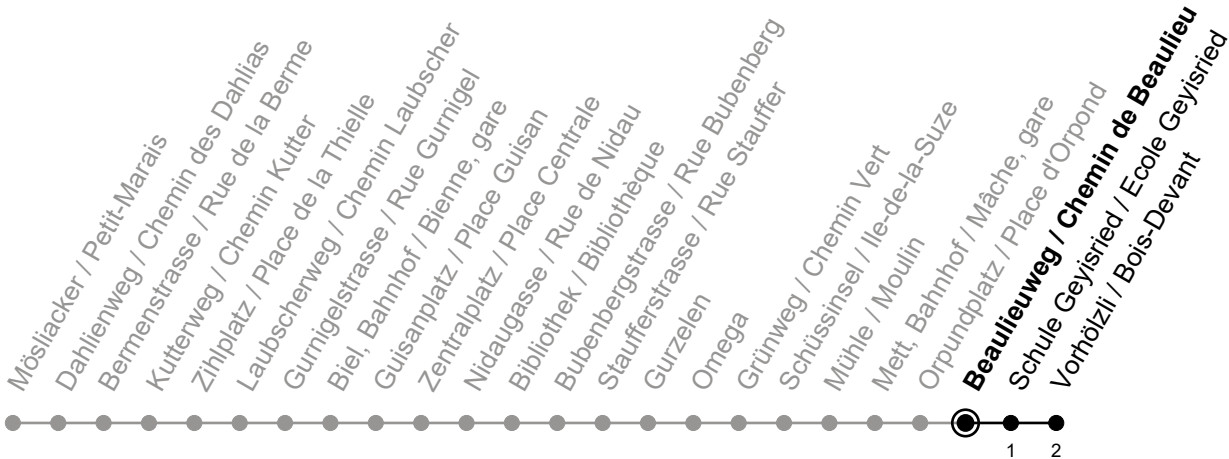 Mösliacker / Petit-Marais
Dahlienweg / Chemin des Dahlias
Bermenstrasse / Rue de la Berme
Kutterweg / Chemin Kutter
Zihlplatz / Place de la Thielle
Laubscherweg / Chemin Laubscher
Gurnigelstrasse / Rue Gurnigel
Biel, Bahnhof / Bienne, gare
Guisanplatz / Place Guisan
Zentralplatz / Place Centrale
Nidaugasse / Rue de Nidau
Bibliothek / Bibliothèque
Bubenbergstrasse / Rue Bubenberg
Staufferstrasse / Rue Stauffer
Gurzelen
Omega
Grünweg / Chemin Vert
Schüssinsel / Ile-de-la-Suze
Mühle / Moulin
Mett, Bahnhof / Mâche, gare
Orpundplatz / Place d'Orpond
Beaulieuweg / Chemin de Beaulieu
Schule Geyisried / Ecole Geyisried
Vorhölzli / Bois-Devant
1 2